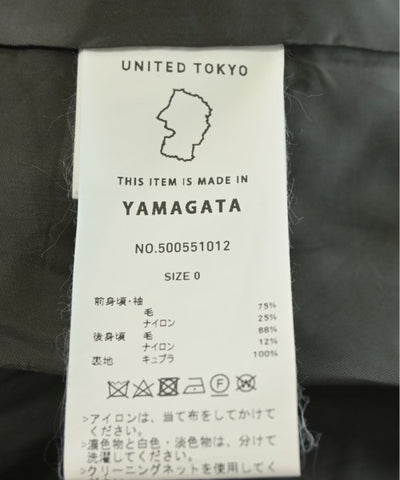 UNITED TOKYO
THIS ITEM IS MADE IN
YAMAGATA
NO.500551012
SIZE 0
前身頃・袖
毛 75%
ナイロン 25%
後身頃 毛 88%
ナイロン 12%
裏地 キュプラ 100%
>アイロンは、当て布をしてかけて
ください。
>濃色物と白色・淡色物は、分けて
洗濯してください。
>クリーニングネットを使用してく